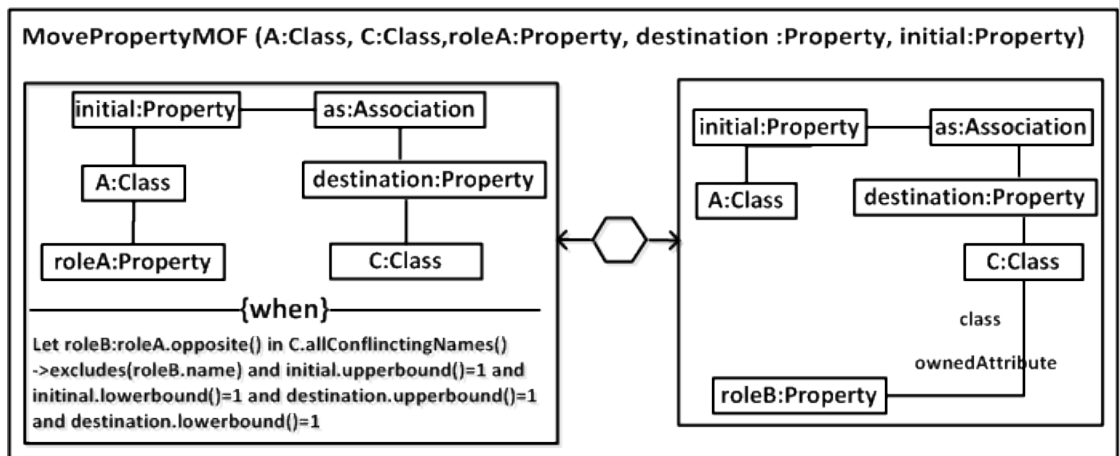 MovePropertyMOF (A:Class, C:Class,roleA:Property, destination :Property, initial:Property)
initial:Property
as:Association
A:Class
destination:Property
roleA:Property
C:Class
{when}
Let roleB:roleA.opposite() in C.allConflinctingNames()
->excludes(roleB.name) and initial.upperbound()=1 and
initinal.lowerbound()=1 and destination.upperbound()=1
and destination.lowerbound()=1
initial:Property
as:Association
A:Class
destination:Property
C:Class
class
ownedAttribute
roleB:Property